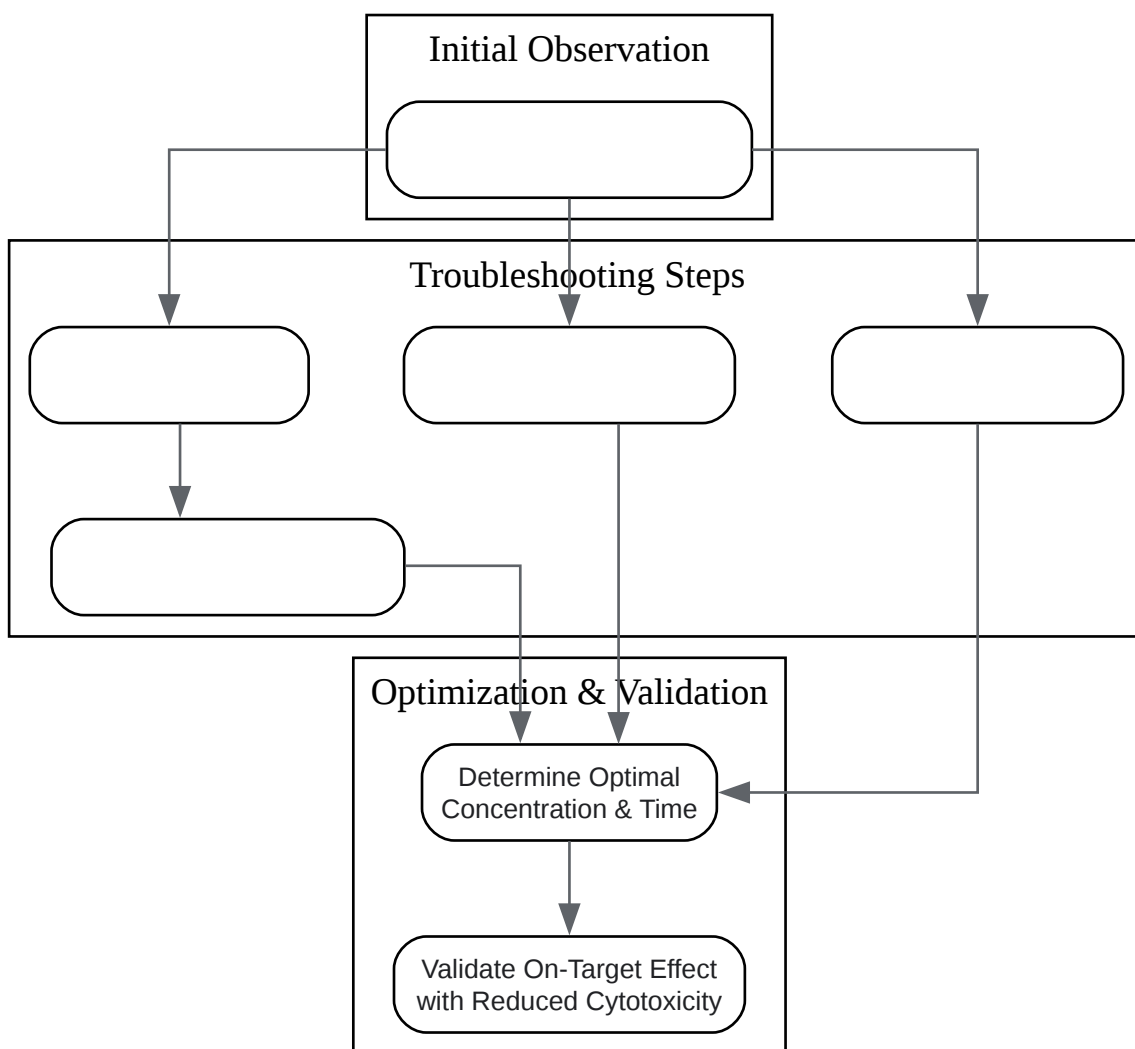 Initial Observation
Troubleshooting Steps
Optimization & Validation
Determine Optimal
Concentration & Time
Validate On-Target Effect
with Reduced Cytotoxicity